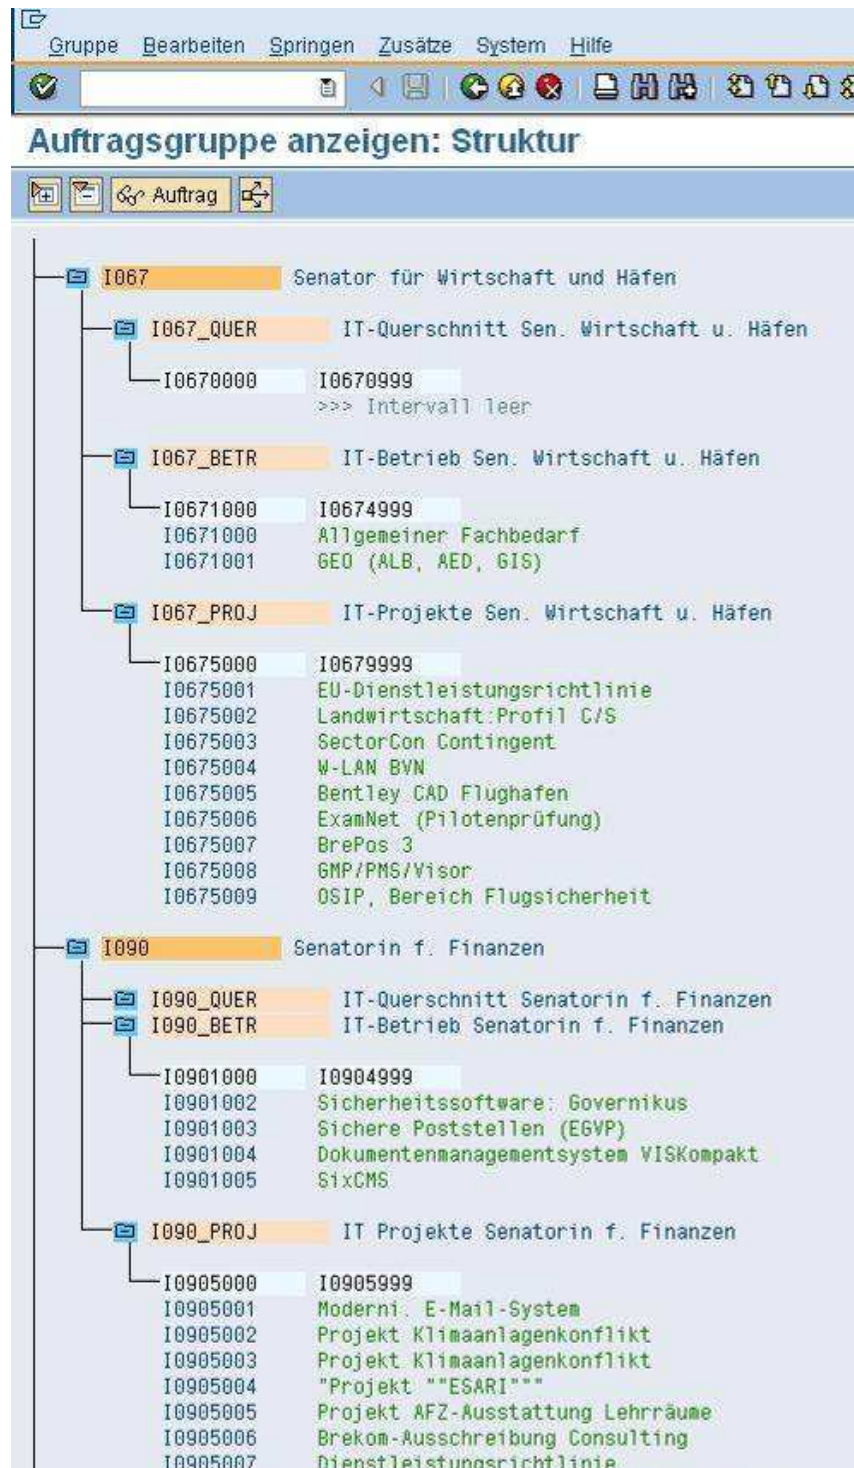 Gruppe Bearbeiten Springen Zusätze System Hilfe
Auftragsgruppe anzeigen: Struktur
Auftrag
I067 Senator für Wirtschaft und Häfen
I067_QUER IT-Querschnitt Sen. Wirtschaft u. Häfen
I0670000 I0670999
>>> Intervall leer
I067_BETR IT-Betrieb Sen. Wirtschaft u. Häfen
I0671000 I0674999
I0671000 Allgemeiner Fachbedarf
I0671001 GEO (ALB, AED, GIS)
I067_PROJ IT-Projekte Sen. Wirtschaft u. Häfen
I0675000 I0679999
I0675001 EU-Dienstleistungsrichtlinie
I0675002 Landwirtschaft:Profil C/S
I0675003 SectorCon Contingent
I0675004 W-LAN BVN
I0675005 Bentley CAD Flughafen
I0675006 ExamNet (Pilotenprüfung)
I0675007 BrePos 3
I0675008 GMP/PMS/Visor
I0675009 OSIP, Bereich Flugsicherheit
I090 Senatorin f. Finanzen
I090_QUER IT-Querschnitt Senatorin f. Finanzen
I090_BETR IT-Betrieb Senatorin f. Finanzen
I0901000 I0904999
I0901002 Sicherheitssoftware: Governikus
I0901003 Sichere Poststellen (EGVP)
I0901004 Dokumentenmanagementsystem VISKompakt
I0901005 SixCMS
I090_PROJ IT Projekte Senatorin f. Finanzen
I0905000 I0905999
I0905001 Moderni. E-Mail-System
I0905002 Projekt Klimaanlagenkonflikt
I0905003 Projekt Klimaanlagenkonflikt
I0905004 "Projekt ""ESARI"""
I0905005 Projekt AFZ-Ausstattung Lehrräume
I0905006 Brekom-Ausschreibung Consulting
I0905007 Dienstleistungsrichtlinie